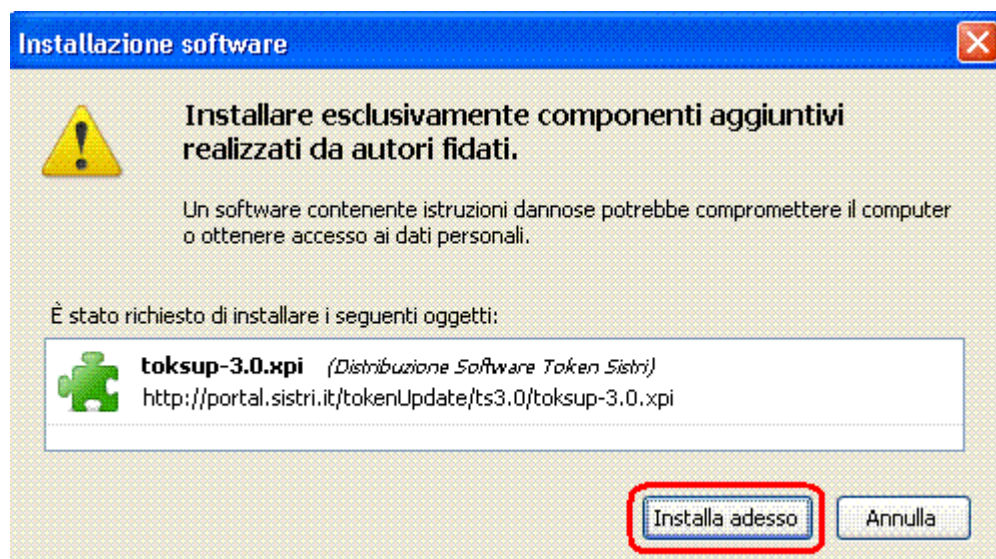 Installazione software
Installare esclusivamente componenti aggiuntivi
realizzati da autori fidati.
Un software contenente istruzioni dannose potrebbe compromettere il computer
o ottenere accesso ai dati personali.
È stato richiesto di installare i seguenti oggetti:
toksup-3.0.xpi (Distribuzione Software Token Sistri)
http://portal.sistri.it/tokenUpdate/ts3.0/toksup-3.0.xpi
Installa adesso Annulla